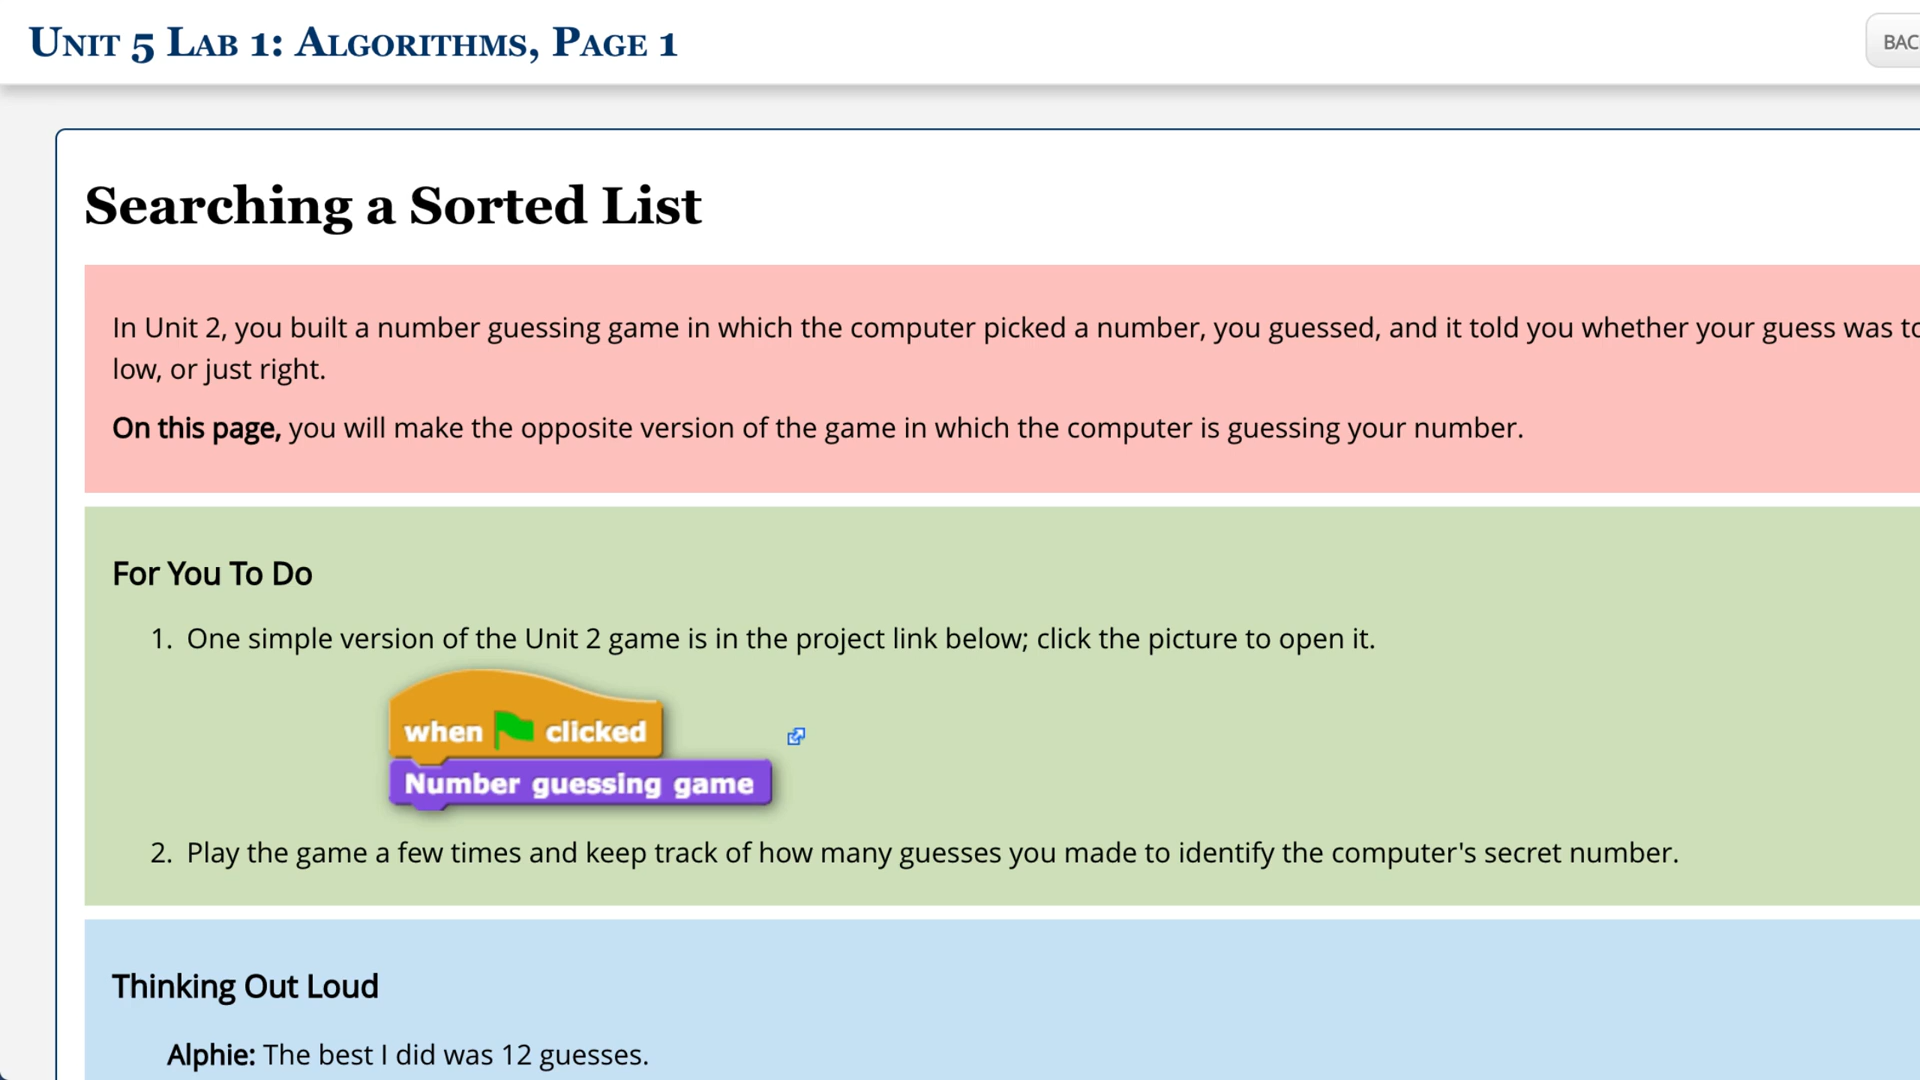 Unit 5 Lab 1: Algorithms, Page 1
BAC
Searching a Sorted List
In Unit 2, you built a number guessing game in which the computer picked a number, you guessed, and it told you whether your guess was
low, or just right.
On this page, you will make the opposite version of the game in which the computer is guessing your number.
For You To Do
1. One simple version of the Unit 2 game is in the project link below; click the picture to open it.
when clicked
Number guessing game
2. Play the game a few times and keep track of how many guesses you made to identify the computer's secret number.
Thinking Out Loud
Alphie: The best I did was 12 guesses.